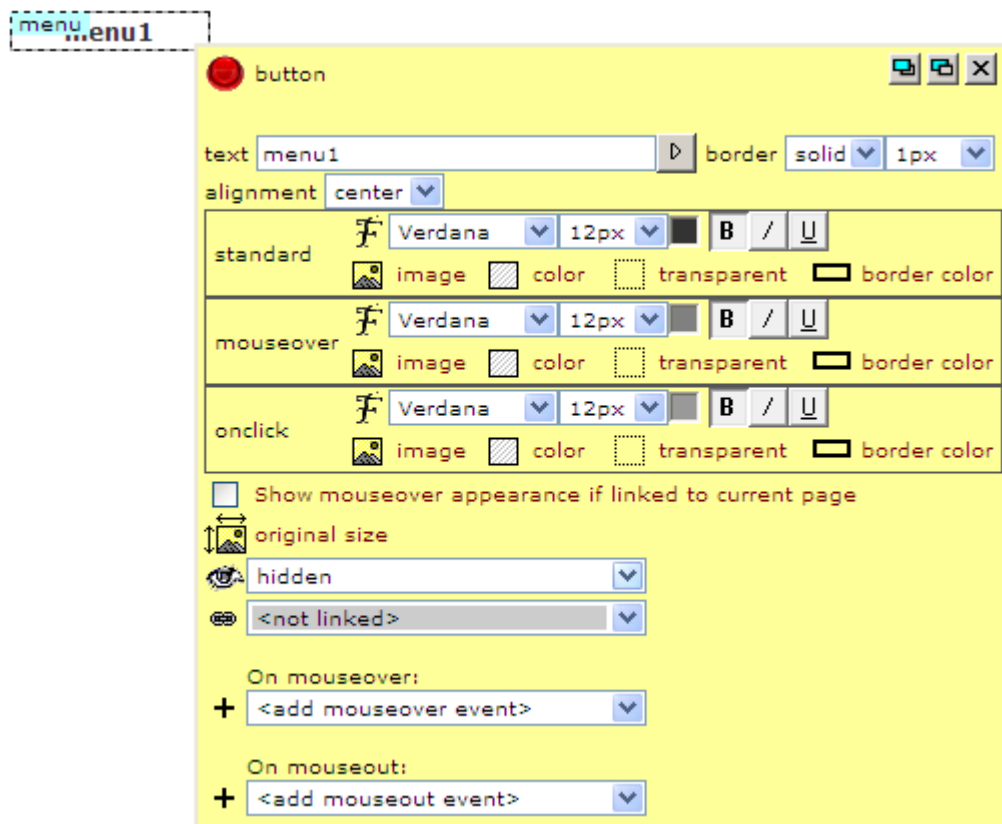 menu
menu1
button
text menu1 border solid 1px
alignment center
Verdana 12px B / U
standard
image color transparent border color
Verdana 12px B / U
mouseover
image color transparent border color
Verdana 12px B / U
onclick
image color transparent border color
Show mouseover appearance if linked to current page
original size
hidden
<not linked>
On mouseover:
+ <add mouseover event>
On mouseout:
+ <add mouseout event>